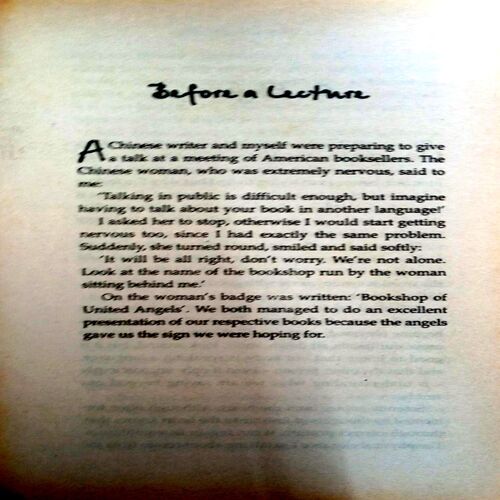 Before a Lecture
A Chinese writer and myself were preparing to give
a talk at a meeting of American booksellers. The
Chinese woman, who was extremely nervous, said to
me:
'Talking in public is difficult enough, but imagine
having to talk about your book in another language!'
I asked her to stop, otherwise I would start getting
nervous too, since I had exactly the same problem.
Suddenly, she turned round, smiled and said softly:
'It will be all right, don't worry. We're not alone.
Look at the name of the bookshop run by the woman
sitting behind me.'
On the woman's badge was written: 'Bookshop of
United Angels'. We both managed to do an excellent
presentation of our respective books because the angels
gave us the sign we were hoping for.